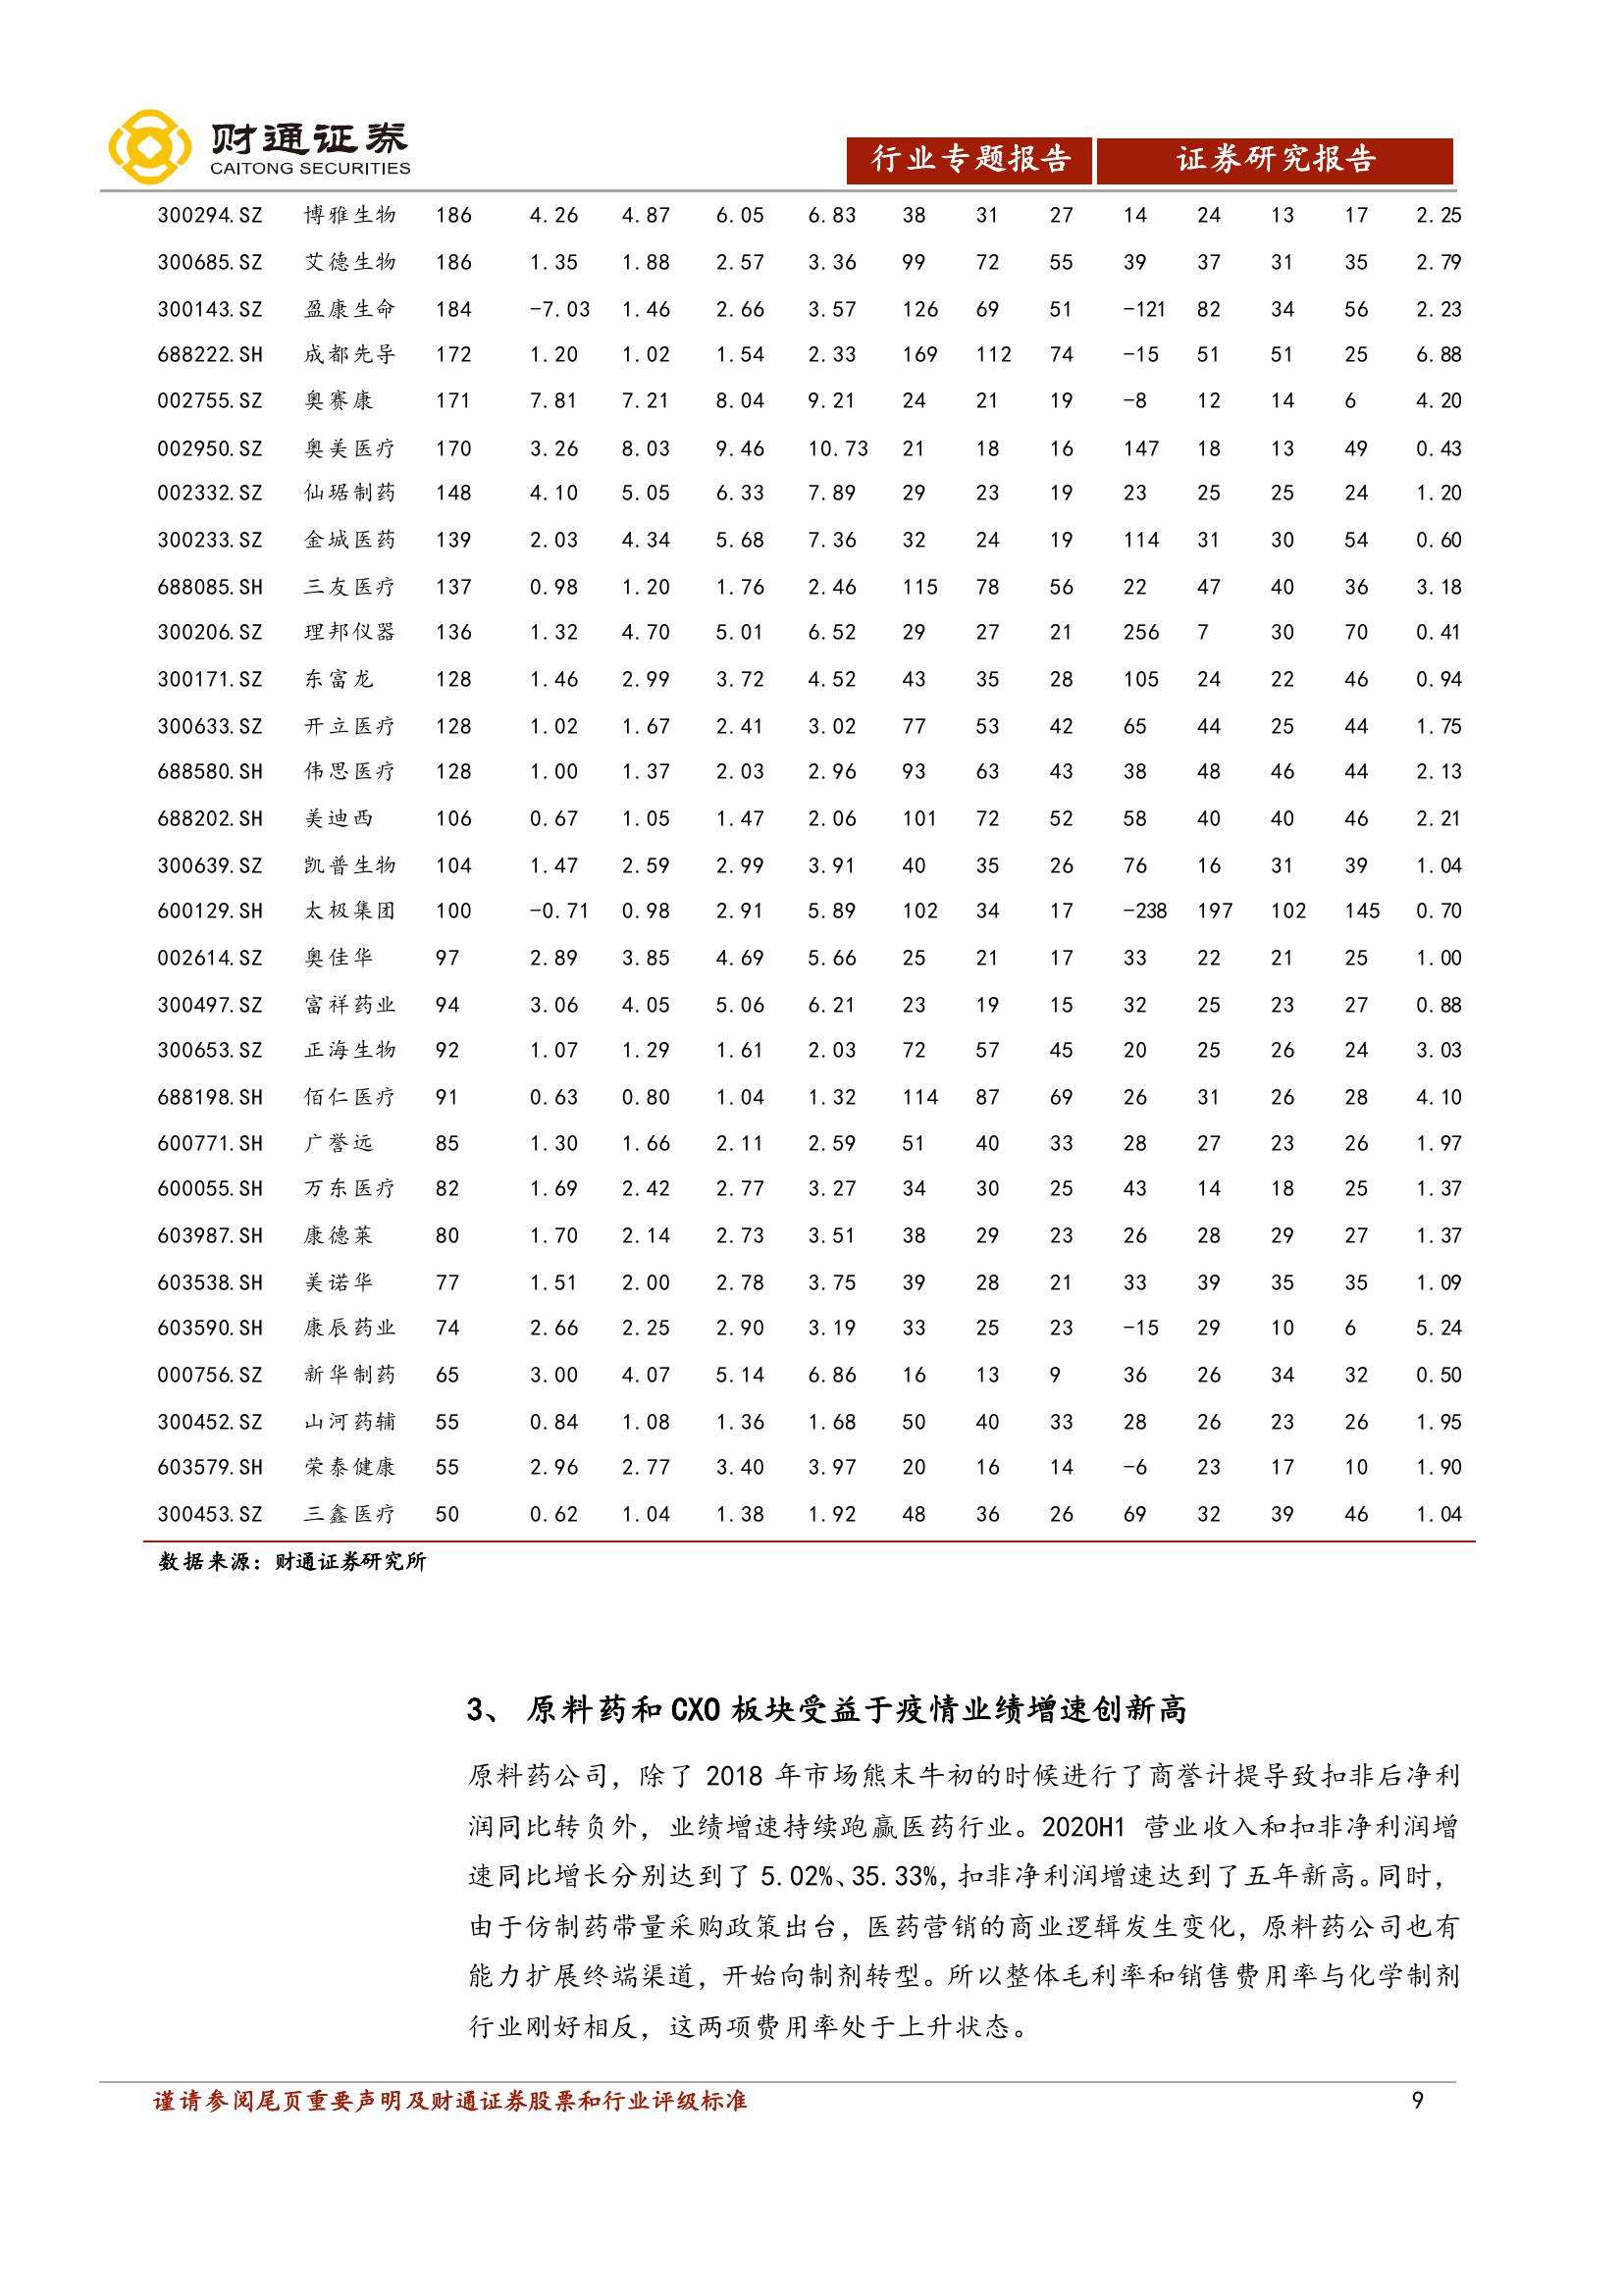 财通证券
CAITONG SECURITIES
行业专题报告 证券研究报告
300294.SZ 博雅生物 186 4.26 4.87 6.05 6.83 38 31 27 14 24 13 17 2.25
300685.SZ 艾德生物 186 1.35 1.88 2.57 3.36 99 72 55 39 37 31 35 2.79
300143.SZ 盈康生命 184 -7.03 1.46 2.66 3.57 126 69 51 -121 82 34 56 2.23
688222.SH 成都先导 172 1.20 1.02 1.54 2.33 169 112 74 -15 51 51 25 6.88
002755.SZ 奥赛康 171 7.81 7.21 8.04 9.21 24 21 19 -8 12 14 6 4.20
002950.SZ 奥美医疗 170 3.26 8.03 9.46 10.73 21 18 16 147 18 13 49 0.43
002332.SZ 仙琚制药 148 4.10 5.05 6.33 7.89 29 23 19 23 25 25 24 1.20
300233.SZ 金城医药 139 2.03 4.34 5.68 7.36 32 24 19 114 31 30 54 0.60
688085.SH 三友医疗 137 0.98 1.20 1.76 2.46 115 78 56 22 47 40 36 3.18
300206.SZ 理邦仪器 136 1.32 4.70 5.01 6.52 29 27 21 256 7 30 70 0.41
300171.SZ 东富龙 128 1.46 2.99 3.72 4.52 43 35 28 105 24 22 46 0.94
300633.SZ 开立医疗 128 1.02 1.67 2.41 3.02 77 53 42 65 44 25 44 1.75
688580.SH 伟思医疗 128 1.00 1.37 2.03 2.96 93 63 43 38 48 46 44 2.13
688202.SH 美迪西 106 0.67 1.05 1.47 2.06 101 72 52 58 40 40 46 2.21
300639.SZ 凯普生物 104 1.47 2.59 2.99 3.91 40 35 26 76 16 31 39 1.04
600129.SH 太极集团 100 -0.71 0.98 2.91 5.89 102 34 17 -238 197 102 145 0.70
002614.SZ 奥佳华 97 2.89 3.85 4.69 5.66 25 21 17 33 22 21 25 1.00
300497.SZ 富祥药业 94 3.06 4.05 5.06 6.21 23 19 15 32 25 23 27 0.88
300653.SZ 正海生物 92 1.07 1.29 1.61 2.03 72 57 45 20 25 26 24 3.03
688198.SH 佰仁医疗 91 0.63 0.80 1.04 1.32 114 87 69 26 31 26 28 4.10
600771.SH 广誉远 85 1.30 1.66 2.11 2.59 51 40 33 28 27 23 26 1.97
600055.SH 万东医疗 82 1.69 2.42 2.77 3.27 34 30 25 43 14 18 25 1.37
603987.SH 康德莱 80 1.70 2.14 2.73 3.51 38 29 23 26 28 29 27 1.37
603538.SH 美诺华 77 1.51 2.00 2.78 3.75 39 28 21 33 39 35 35 1.09
603590.SH 康辰药业 74 2.66 2.25 2.90 3.19 33 25 23 -15 29 10 6 5.24
000756.SZ 新华制药 65 3.00 4.07 5.14 6.86 16 13 9 36 26 34 32 0.50
300452.SZ 山河药辅 55 0.84 1.08 1.36 1.68 50 40 33 28 26 23 26 1.95
603579.SH 荣泰健康 55 2.96 2.77 3.40 3.97 20 16 14 -6 23 17 10 1.90
300453.SZ 三鑫医疗 50 0.62 1.04 1.38 1.92 48 36 26 69 32 39 46 1.04
数据来源：财通证券研究所
3、 原料药和 CXO 板块受益于疫情业绩增速创新高
原料药公司，除了 2018 年市场熊末牛初的时候进行了商誉计提导致扣非后净利
润同比转负外，业绩增速持续跑赢医药行业。2020H1 营业收入和扣非净利润增
速同比增长分别达到了 5.02%、35.33%，扣非净利润增速达到了五年新高。同时，
由于仿制药带量采购政策出台，医药营销的商业逻辑发生变化，原料药公司也有
能力扩展终端渠道，开始向制剂转型。所以整体毛利率和销售费用率与化学制剂
行业刚好相反，这两项费用率处于上升状态。
谨请参阅尾页重要声明及财通证券股票和行业评级标准 9